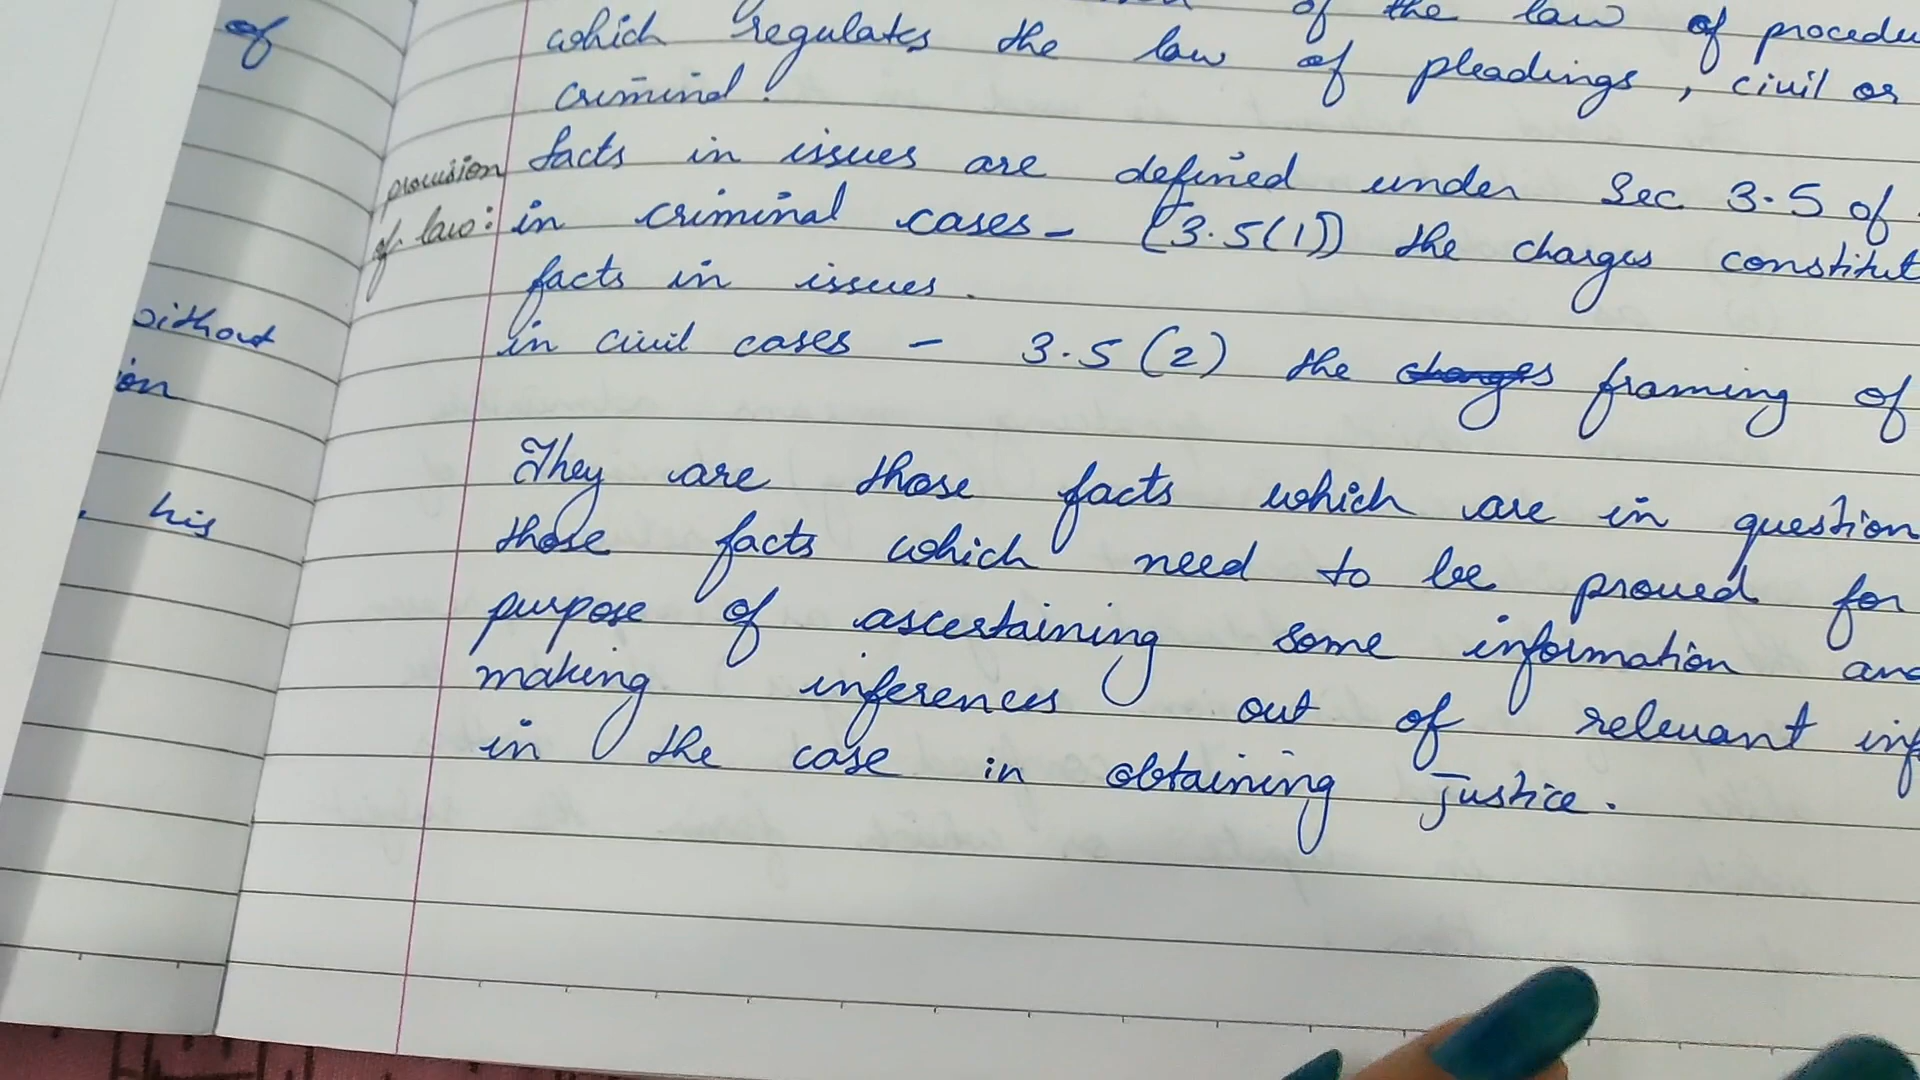 of
without
ion
his
of the law of procedu
which regulates the law of pleadings, civil or
criminal.
provision
of law:
facts in issues are defined under Sec 3.5 of
in criminal cases - [3.5(1)] the charges constitut
facts in issues.
in civil cases - 3.5 (2) the charges framing of
They are those facts which are in question
those facts which need to be proved for
purpose of ascertaining some information and
making inferences out of relevant inf
in the case in obtaining justice.